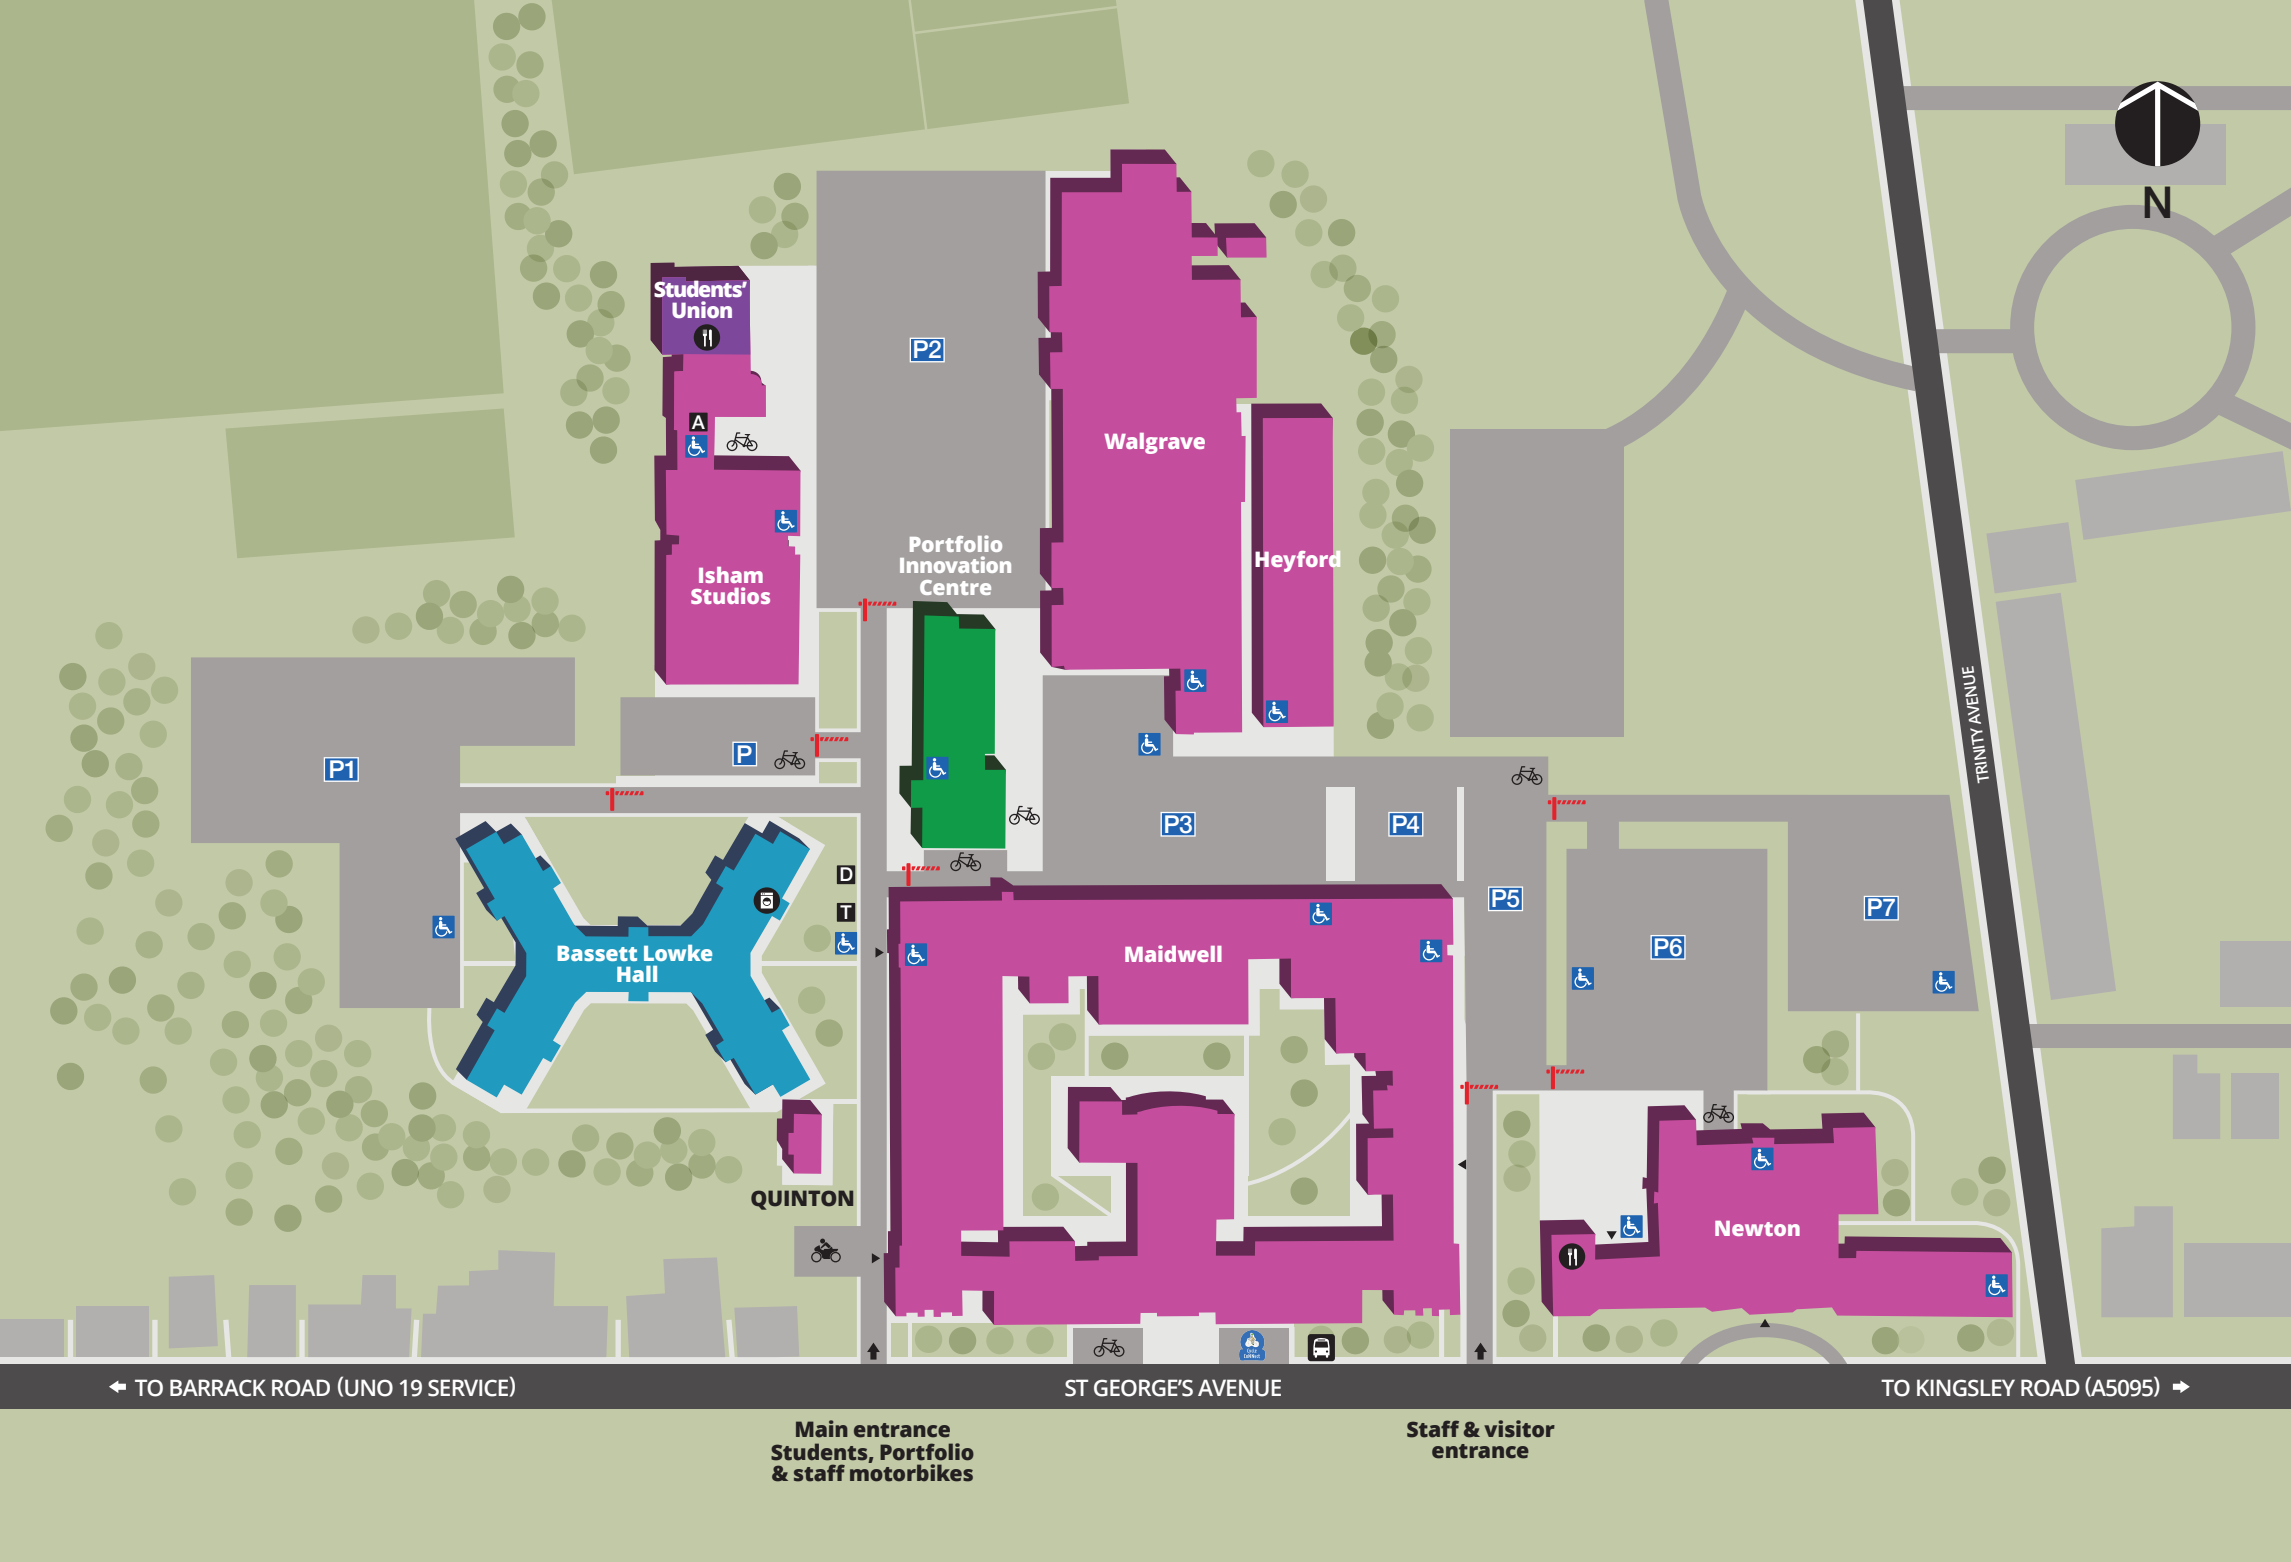 N
Students'
Union
P2
A
Walgrave
Portfolio
Innovation
Centre
Heyford
Isham
Studios
TRINITY AVENUE
P
P1
P3
P4
D
P5
P7
T
P6
Bassett Lowke
Hall
Maidwell
QUINTON
Newton
TO BARRACK ROAD (UNO 19 SERVICE)
ST GEORGE'S AVENUE
TO KINGSLEY ROAD (A5095)
Main entrance
Students, Portfolio
& staff motorbikes
Staff & visitor
entrance